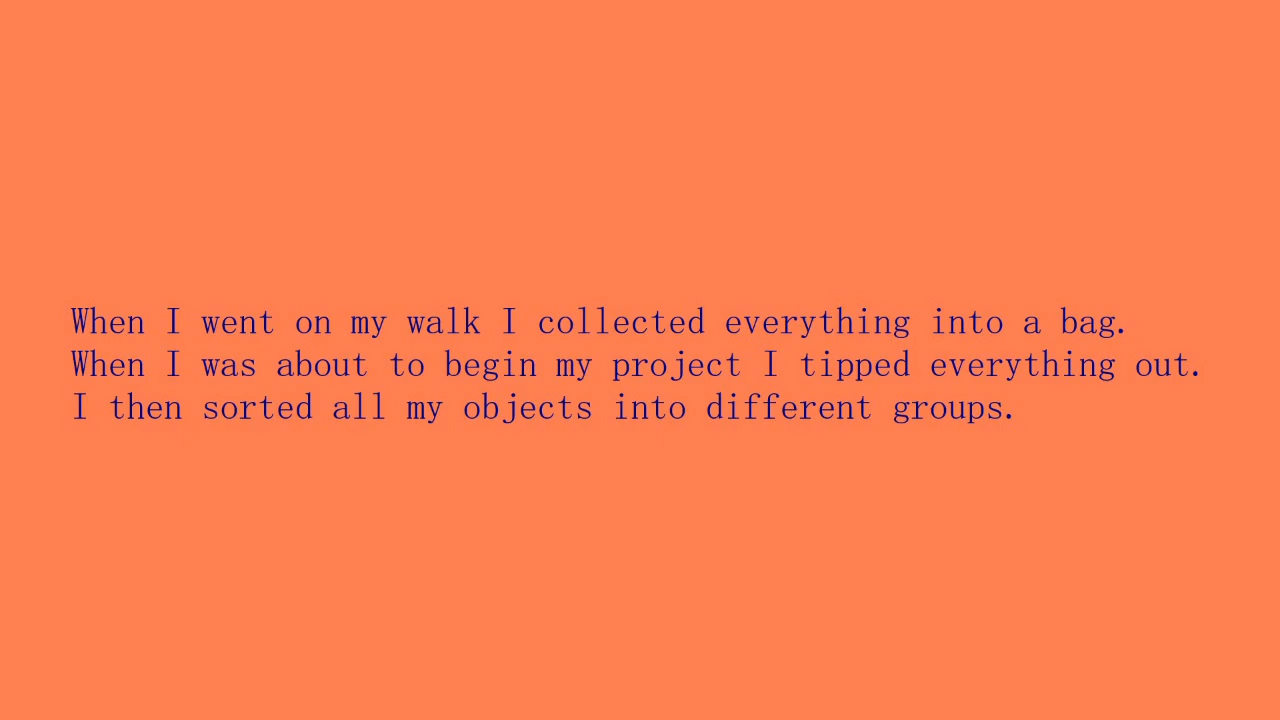 When I went on my walk I collected everything into a bag.
When I was about to begin my project I tipped everything out.
I then sorted all my objects into different groups.